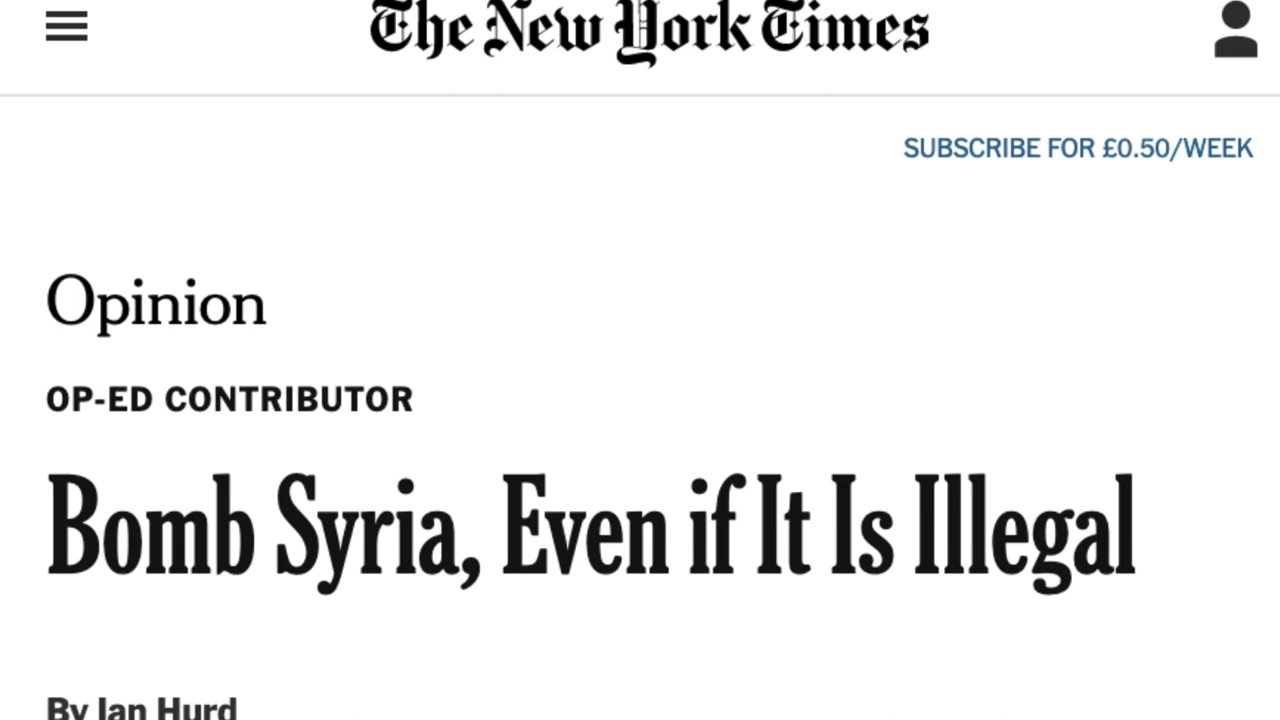 The New York Times
SUBSCRIBE FOR £0.50/WEEK
Opinion
OP-ED CONTRIBUTOR
Bomb Syria, Even if It Is Illegal
By Ian Hurd